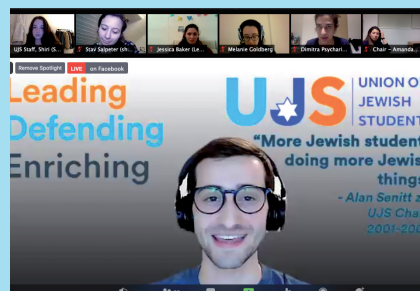 UJS Staff, Shiri (S...
Stav Salpeter (sh...
Jessica Baker (Le...
Melanie Goldberg
Dimitra Psychari...
Chair – Amanda...
Remove Spotlight
LIVE on Facebook
Leading
Defending
Enriching
UJS
UNION O
JEWISH
STUDENT
“More Jewish student
doing more Jewis
things
- Alan Senitt z
UJS Chai
2001-200